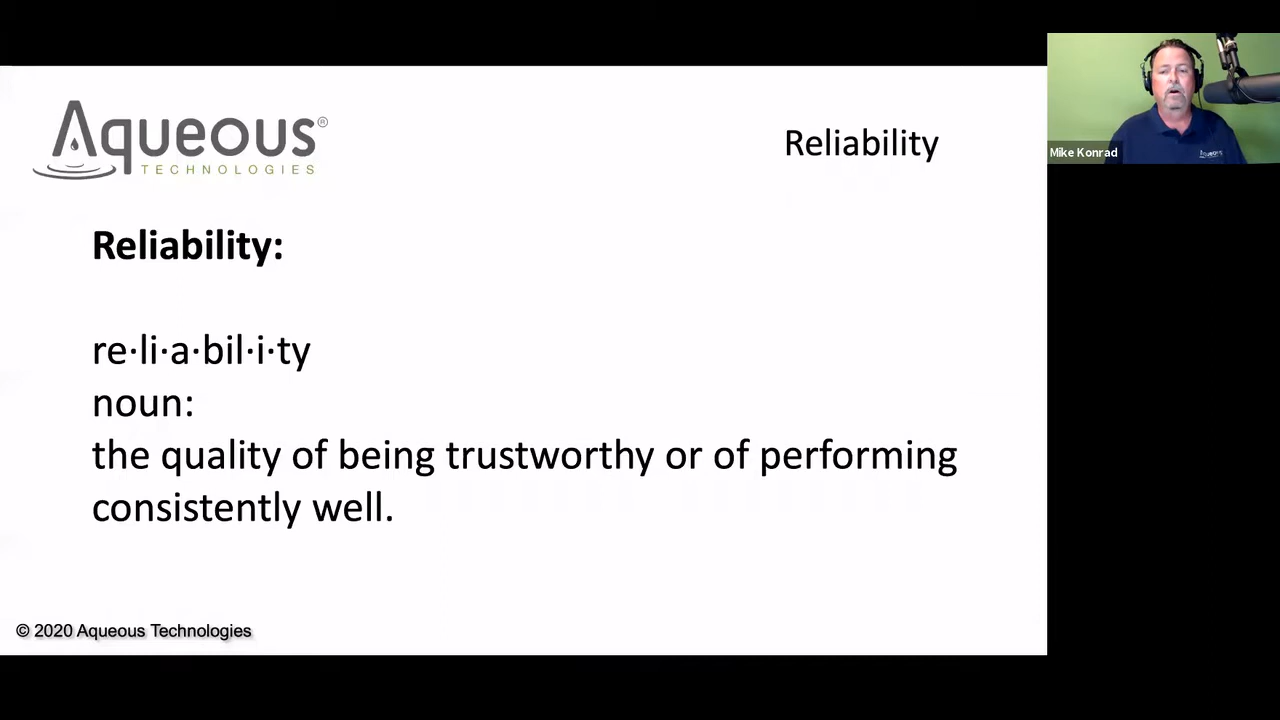 Aqueous®
TECHNOLOGIES
Reliability
Mike Konrad
Aqueous
Reliability:
re·li·a·bil·i·ty
noun:
the quality of being trustworthy or of performing
consistently well.
© 2020 Aqueous Technologies